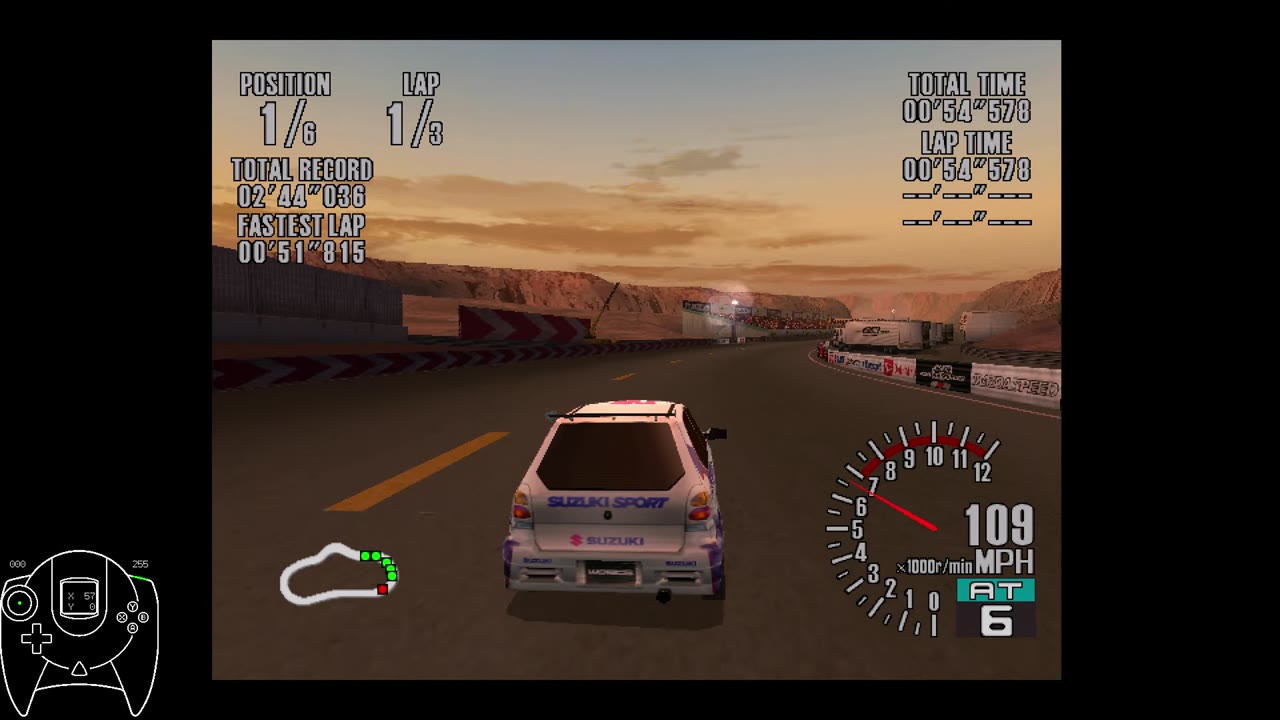 POSITION
1/6
LAP
1/3
TOTAL RECORD
02'44"036
FASTEST LAP
00'51"815
TOTAL TIME
00'54"578
LAP TIME
00'54"578
--'--"---
--'--"---
SUZUKI SPORT
SUZUKI
SUZUKI
SUZUKI
0 1 2 3 4 5 6 7 8 9 10 11 12
×1000r/min
109
MPH
AT
6
000
255
X 57
Y 0
Y
X
B
A